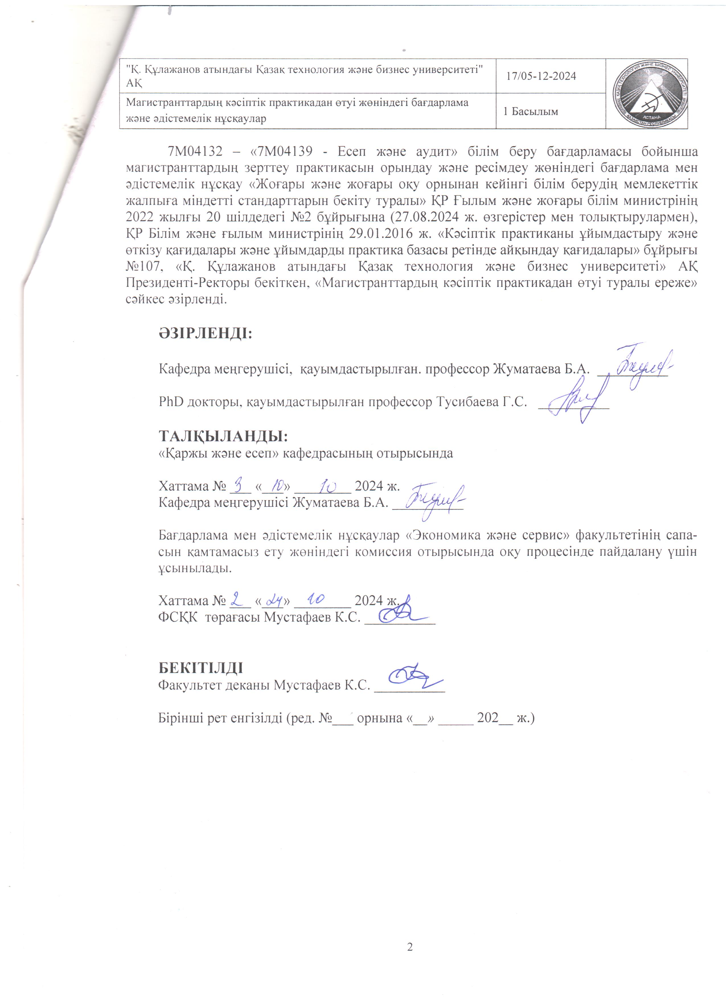 "Қ. Құлажанов атындағы Қазақ технология және бизнес университеті"
АҚ
17/05-12-2024
Магистранттардың кәсіптік практикадан өтуі жөніндегі бағдарлама
және әдістемелік нұсқаулар
1 Басылым
ҚАЗАҚ ТЕХНОЛОГИЯ ЖӘНЕ БИЗНЕС УНИВЕРСИТЕТІ
АСТАНА
ҚАЗАҚСТАН РЕСПУБЛИКАСЫ
7М04132 – «7М04139 - Есеп және аудит» білім беру бағдарламасы бойынша
магистранттардың зерттеу практикасын орындау және ресімдеу жөніндегі бағдарлама мен
әдістемелік нұсқау «Жоғары және жоғары оқу орнынан кейінгі білім берудің мемлекеттік
жалпыға міндетті стандарттарын бекіту туралы» ҚР Ғылым және жоғары білім министрінің
2022 жылғы 20 шілдедегі №2 бұйрығына (27.08.2024 ж. өзгерістер мен толықтырулармен),
ҚР Білім және ғылым министрінің 29.01.2016 ж. «Кәсіптік практиканы ұйымдастыру және
өткізу қағидалары және ұйымдарды практика базасы ретінде айқындау қағидалары» бұйрығы
№107, «Қ. Құлажанов атындағы Қазақ технология және бизнес университеті» АҚ
Президенті-Ректоры бекіткен, «Магистранттардың кәсіптік практикадан өтуі туралы ереже»
сәйкес әзірленді.
ӘЗІРЛЕНДІ:
Кафедра меңгерушісі, қауымдастырылған. профессор Жуматаева Б.А. __________
PhD докторы, қауымдастырылған профессор Тусибаева Г.С. __________
ТАЛҚЫЛАНДЫ:
«Қаржы және есеп» кафедрасының отырысында
Хаттама № 3 «10» 10 2024 ж.
Кафедра меңгерушісі Жуматаева Б.А. __________
Бағдарлама мен әдістемелік нұсқаулар «Экономика және сервис» факультетінің сапа-
сын қамтамасыз ету жөніндегі комиссия отырысында оқу процесінде пайдалану үшін
ұсынылады.
Хаттама № 2 «24» 10 2024 ж.
ФСҚК төрағасы Мустафаев К.С. __________
БЕКІТІЛДІ
Факультет деканы Мустафаев К.С. __________
Бірінші рет енгізілді (ред. №___ орнына «__» _____ 202__ ж.)
2